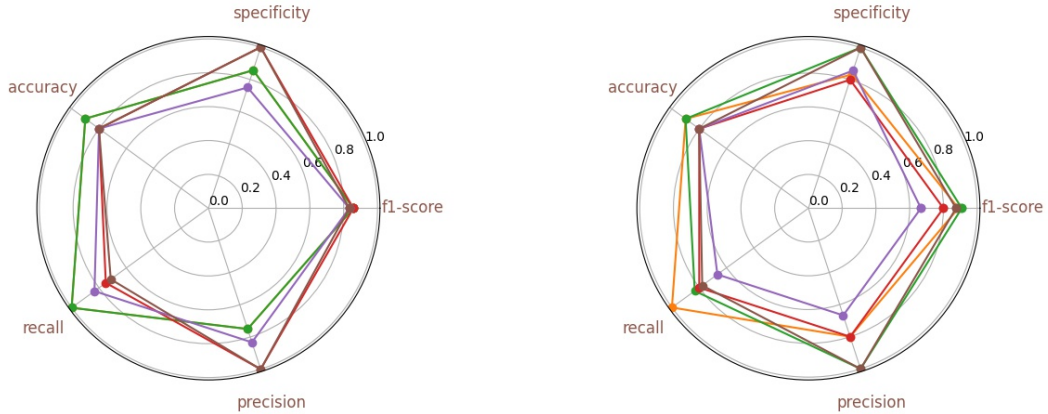 specificity
accuracy
1.0
0.8
0.6
0.4
0.2
0.0
f1-score
recall
precision
specificity
accuracy
1.0
0.8
0.6
0.4
0.2
0.0
f1-score
recall
precision